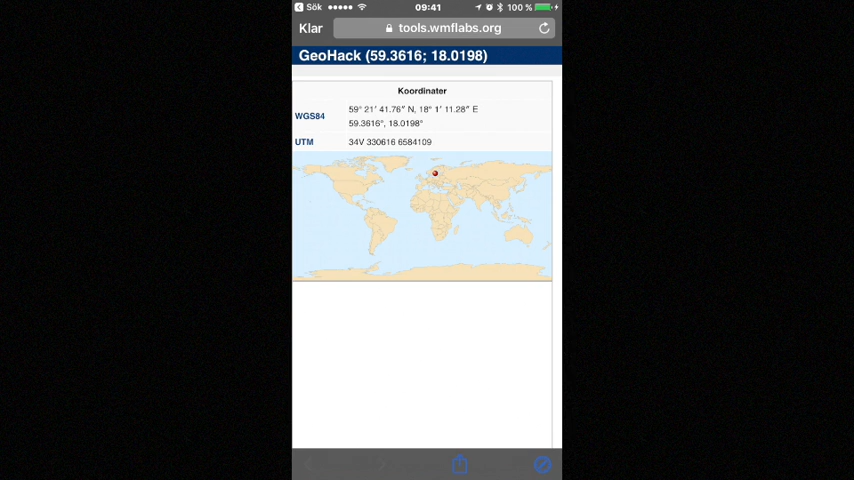 Sök 09:41 100 %
Klar tools.wmflabs.org
GeoHack (59.3616; 18.0198)
Koordinater
WGS84 59° 21′ 41.76″ N, 18° 1′ 11.28″ E
59.3616°, 18.0198°
UTM 34V 330616 6584109